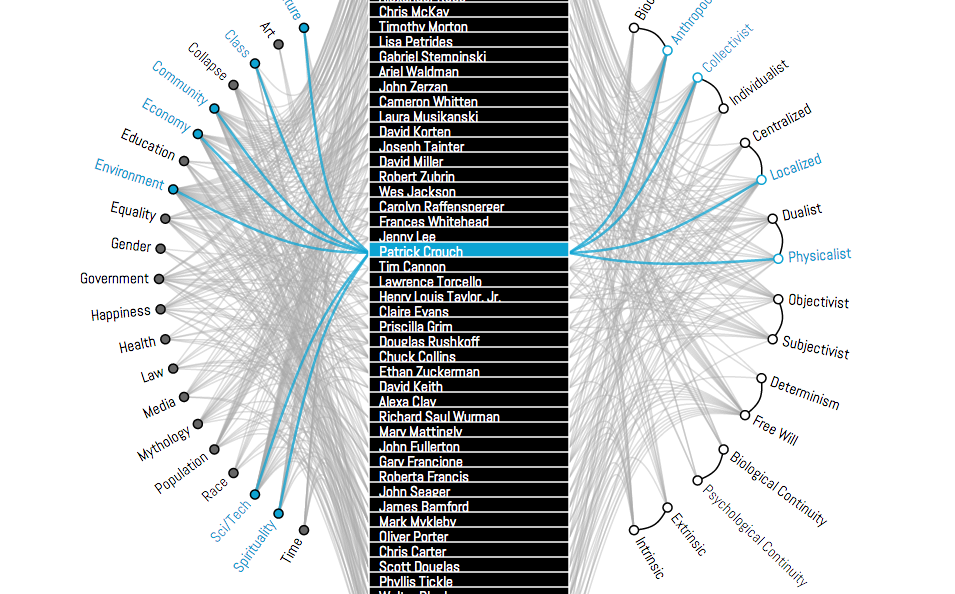 Chris McKay
Timothy Morton
Lisa Petrides
Gabriel Stempinski
Ariel Waldman
John Zerzan
Cameron Whitten
Laura Musikanski
David Korten
Joseph Tainter
David Miller
Robert Zubrin
Wes Jackson
Carolyn Raffensperger
Frances Whitehead
Jenny Lee
Patrick Crouch
Tim Cannon
Lawrence Torcello
Henry Louis Taylor, Jr.
Claire Evans
Priscilla Grim
Douglas Rushkoff
Chuck Collins
Ethan Zuckerman
David Keith
Alexa Clay
Richard Saul Wurman
Mary Mattingly
John Fullerton
Gary Francione
Roberta Francis
John Seager
James Bamford
Mark Mykleby
Oliver Porter
Chris Carter
Scott Douglas
Phyllis Tickle
Art
Class
Collapse
Community
Economy
Education
Environment
Equality
Gender
Government
Happiness
Health
Law
Media
Mythology
Population
Race
Sci/Tech
Spirituality
Time
Collectivist
Individualist
Centralized
Localized
Dualist
Physicalist
Objectivist
Subjectivist
Determinism
Free Will
Biological Continuity
Psychological Continuity
Extrinsic
Intrinsic